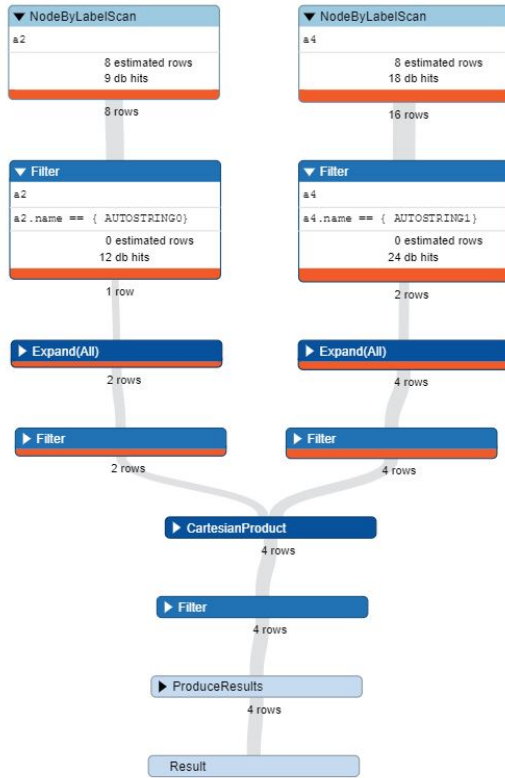 NodeByLabelScan
a2
8 estimated rows
9 db hits
8 rows
Filter
a2
a2.name == { AUTOSTRING0}
0 estimated rows
12 db hits
1 row
Expand(All)
2 rows
Filter
2 rows
NodeByLabelScan
a4
8 estimated rows
18 db hits
16 rows
Filter
a4
a4.name == { AUTOSTRING1}
0 estimated rows
24 db hits
2 rows
Expand(All)
4 rows
Filter
4 rows
CartesianProduct
4 rows
Filter
4 rows
ProduceResults
4 rows
Result